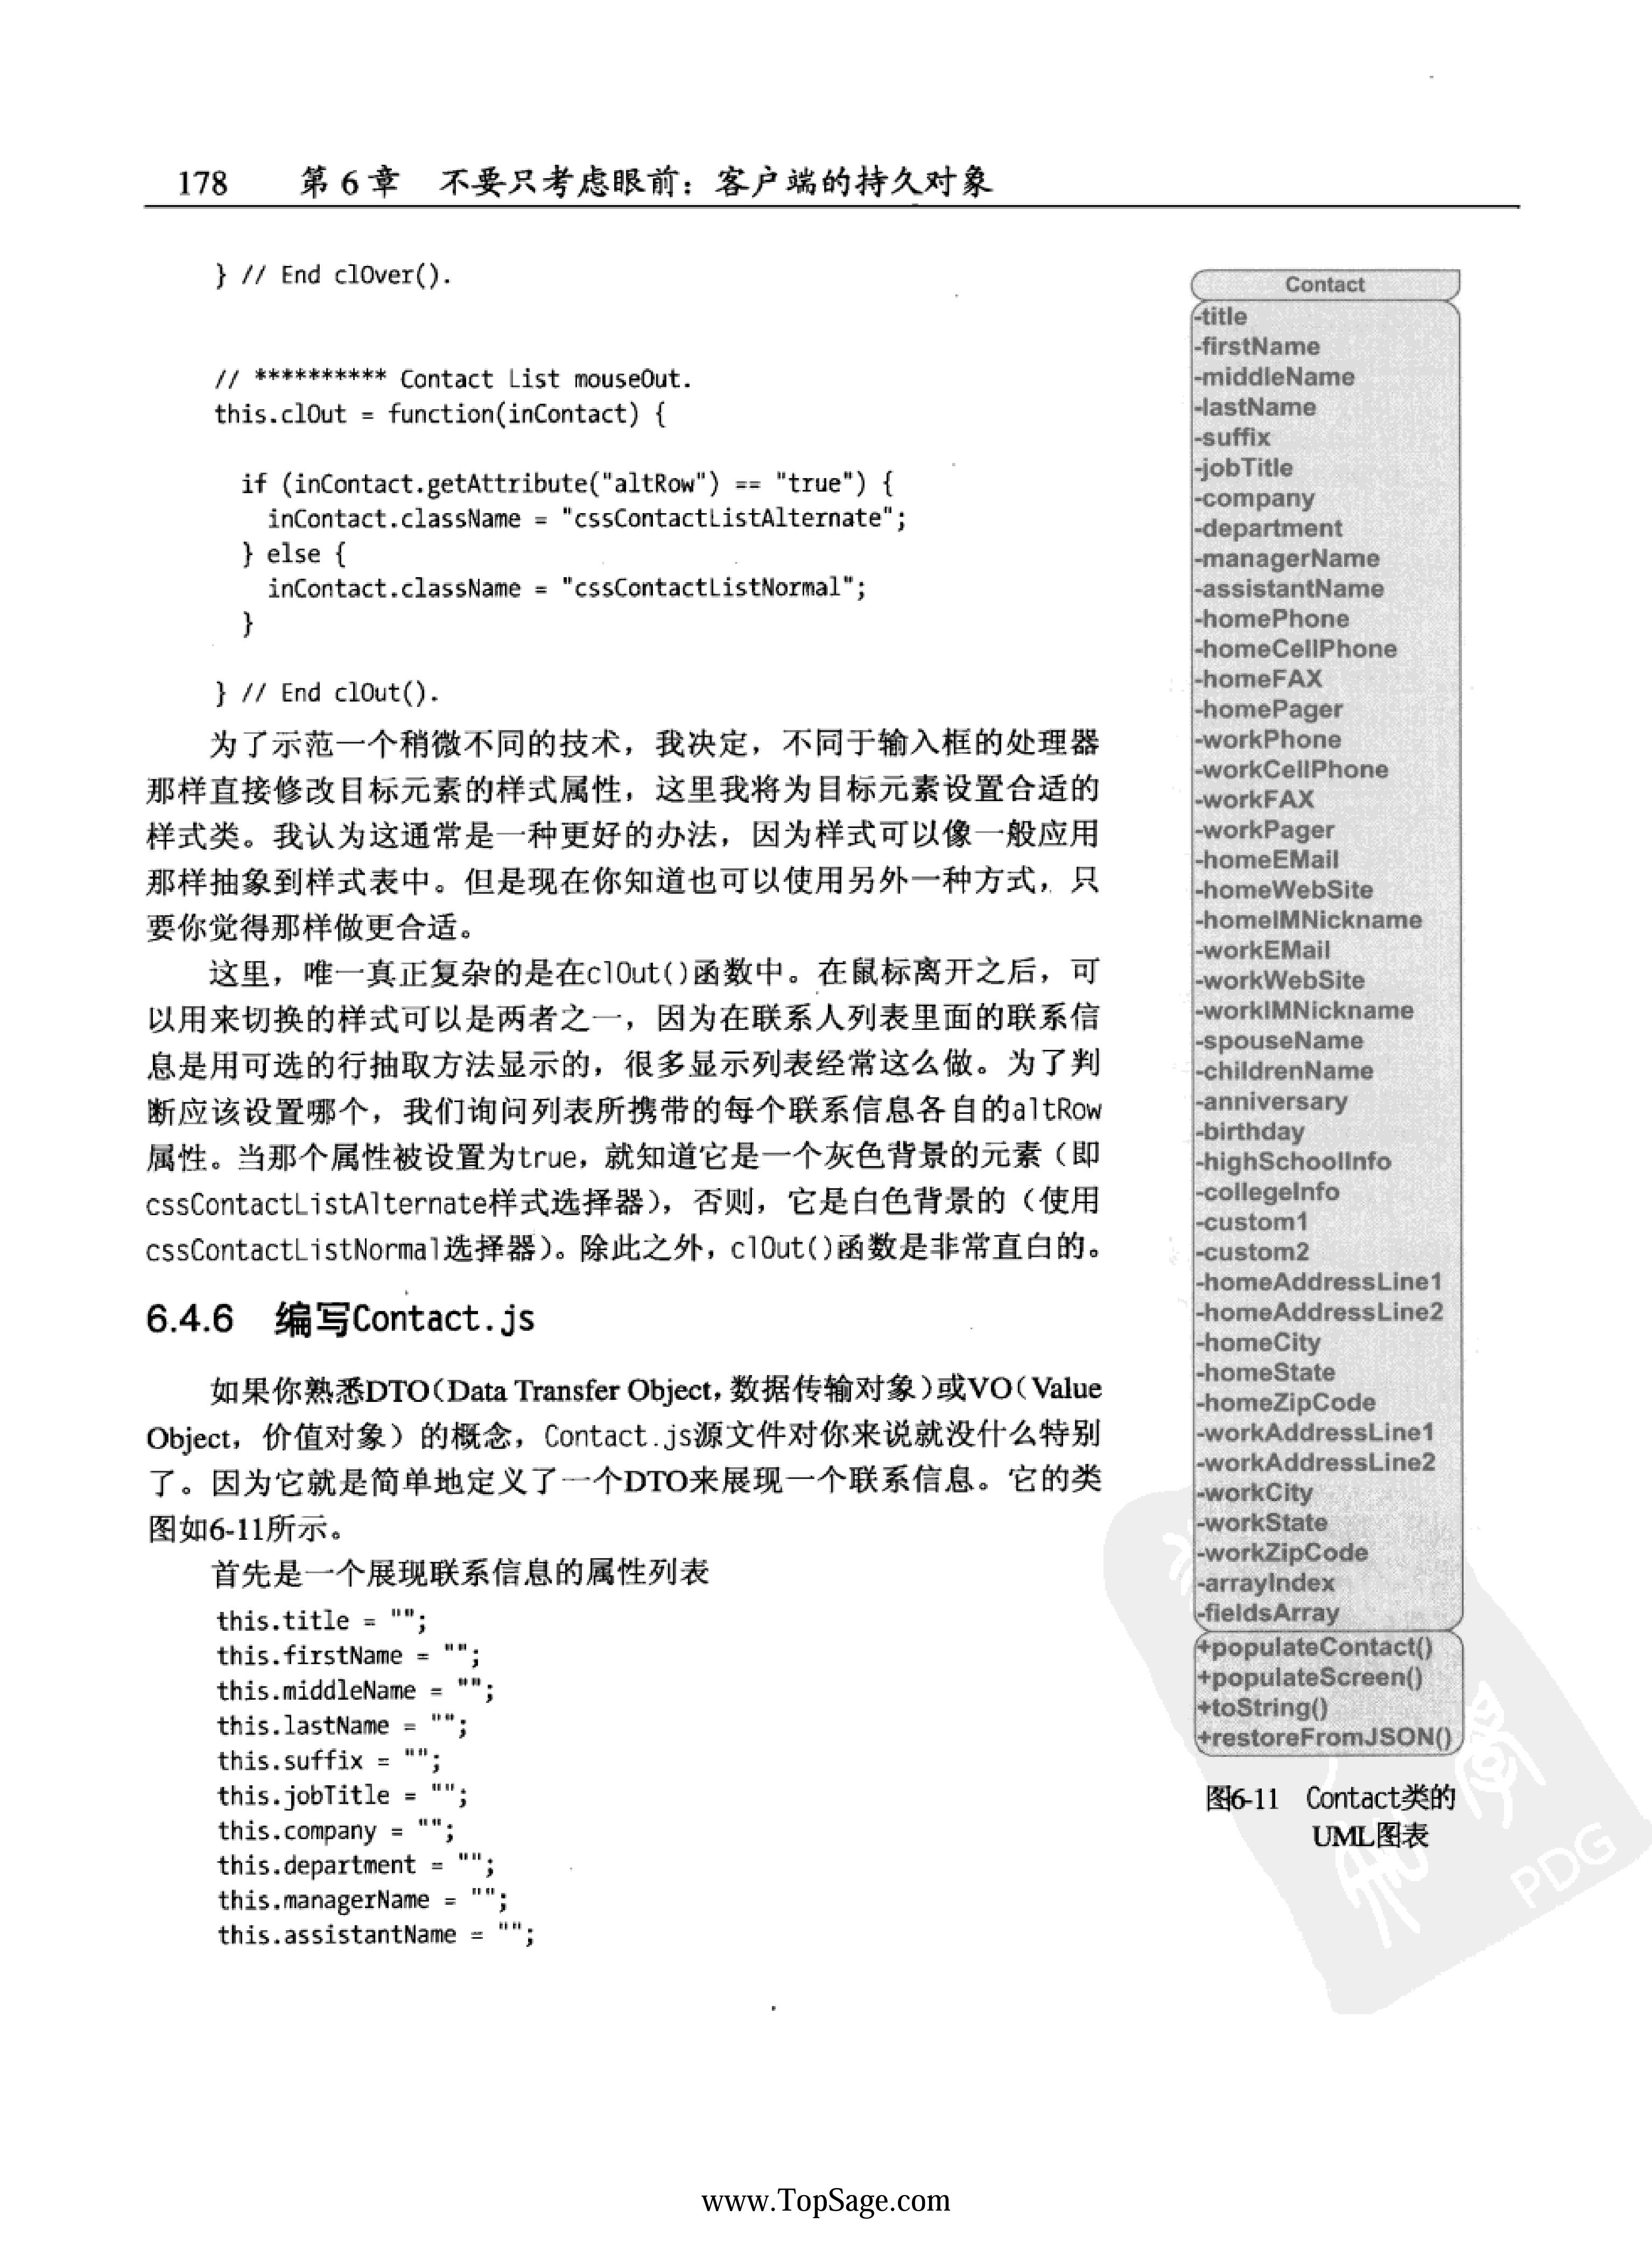 178 第6章 不要只考虑眼前：客户端的持久对象
} // End clOver().
// ********** Contact List mouseOut.
this.clOut = function(inContact) {
if (inContact.getAttribute("altRow") == "true") {
inContact.className = "cssContactListAlternate";
} else {
inContact.className = "cssContactListNormal";
}
} // End clOut().
为了示范一个稍微不同的技术，我决定，不同于输入框的处理器
那样直接修改目标元素的样式属性，这里我将为目标元素设置合适的
样式类。我认为这通常是一种更好的办法，因为样式可以像一般应用
那样抽象到样式表中。但是现在你知道也可以使用另外一种方式，只
要你觉得那样做更合适。
这里，唯一真正复杂的是在clOut()函数中。在鼠标离开之后，可
以用来切换的样式可以是两者之一，因为在联系人列表里面的联系信
息是用可选的行抽取方法显示的，很多显示列表经常这么做。为了判
断应该设置哪个，我们询问列表所携带的每个联系信息各自的altRow
属性。当那个属性被设置为true，就知道它是一个灰色背景的元素（即
cssContactListAlternate样式选择器），否则，它是白色背景的（使用
cssContactListNormal选择器）。除此之外，clOut()函数是非常直白的。
6.4.6 编写Contact.js
如果你熟悉DTO（Data Transfer Object，数据传输对象）或VO（Value
Object，价值对象）的概念，Contact.js源文件对你来说就没什么特别
了。因为它就是简单地定义了一个DTO来展现一个联系信息。它的类
图如6-11所示。
首先是一个展现联系信息的属性列表
this.title = "";
this.firstName = "";
this.middleName = "";
this.lastName = "";
this.suffix = "";
this.jobTitle = "";
this.company = "";
this.department = "";
this.managerName = "";
this.assistantName = "";
Contact
-title
-firstName
-middleName
-lastName
-suffix
-jobTitle
-company
-department
-managerName
-assistantName
-homePhone
-homeCellPhone
-homeFAX
-homePager
-workPhone
-workCellPhone
-workFAX
-workPager
-homeEMail
-homeWebSite
-homeIMNickname
-workEMail
-workWebSite
-workIMNickname
-spouseName
-childrenName
-anniversary
-birthday
-highSchoolInfo
-collegeInfo
-custom1
-custom2
-homeAddressLine1
-homeAddressLine2
-homeCity
-homeState
-homeZipCode
-workAddressLine1
-workAddressLine2
-workCity
-workState
-workZipCode
-arrayIndex
-fieldsArray
+populateContact()
+populateScreen()
+toString()
+restoreFromJSON()
图6-11 Contact类的
UML图表
PDG
www.TopSage.com